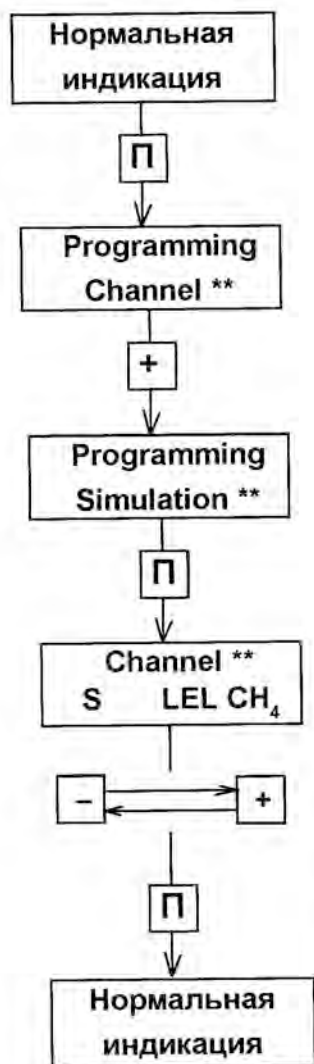 Нормальная
индикация
П
Programming
Channel **
+
Programming
Simulation **
П
Channel **
S LEL CH₄
– +
П
Нормальная
индикация